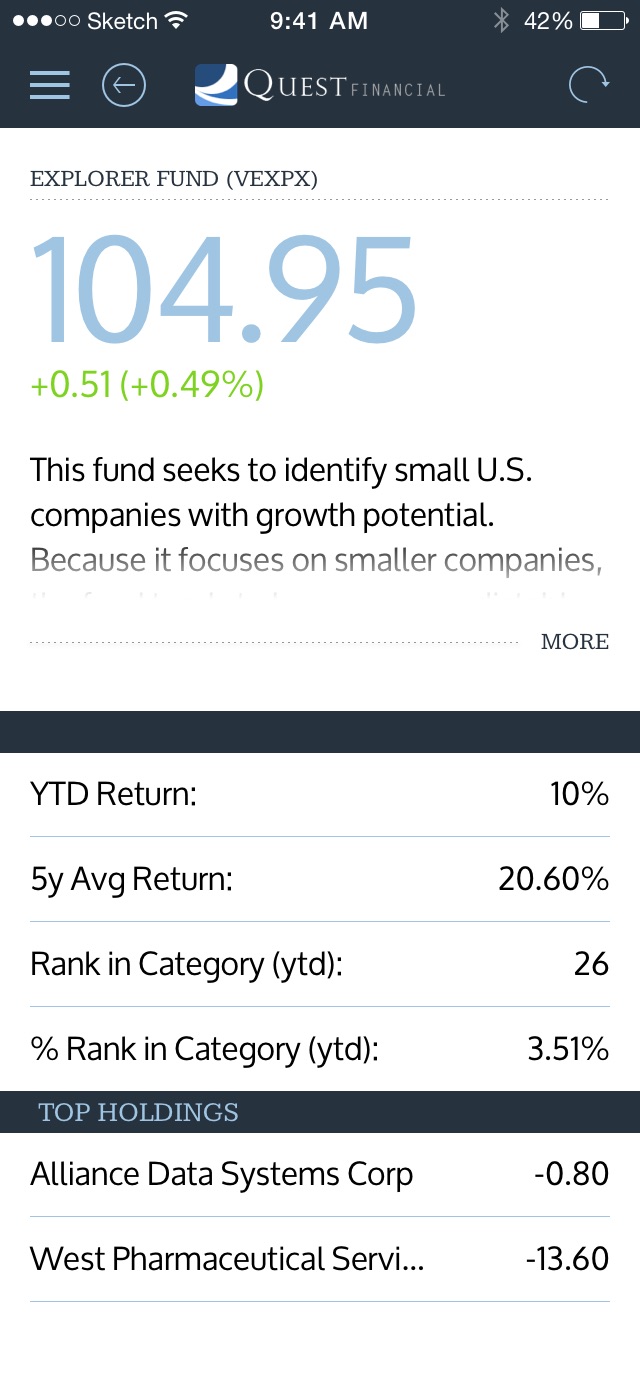 Sketch 9:41 AM 42%
QUEST FINANCIAL
EXPLORER FUND (VEXPX)
104.95
+0.51 (+0.49%)
This fund seeks to identify small U.S.
companies with growth potential.
Because it focuses on smaller companies,
MORE
YTD Return: 10%
5y Avg Return: 20.60%
Rank in Category (ytd): 26
% Rank in Category (ytd): 3.51%
TOP HOLDINGS
Alliance Data Systems Corp -0.80
West Pharmaceutical Servi... -13.60